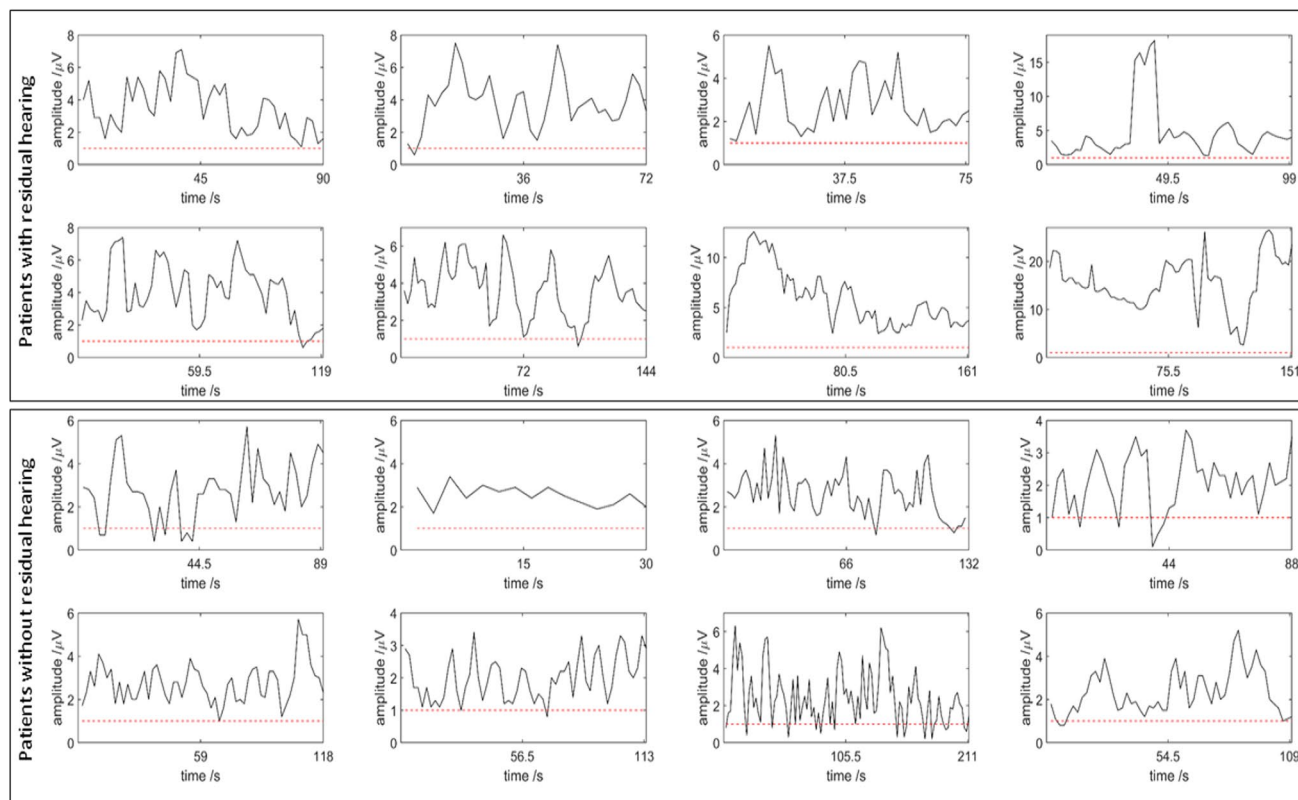 Patients with residual hearing
amplitude /µV
8
6
4
2
0
45 90
time /s
amplitude /µV
8
6
4
2
0
36 72
time /s
amplitude /µV
6
4
2
0
37.5 75
time /s
amplitude /µV
15
10
5
0
49.5 99
time /s
amplitude /µV
8
6
4
2
0
59.5 119
time /s
amplitude /µV
6
4
2
0
72 144
time /s
amplitude /µV
10
5
0
80.5 161
time /s
amplitude /µV
20
10
0
75.5 151
time /s
Patients without residual hearing
amplitude /µV
6
4
2
0
44.5 89
time /s
amplitude /µV
6
4
2
0
15 30
time /s
amplitude /µV
6
4
2
0
66 132
time /s
amplitude /µV
4
3
2
1
0
44 88
time /s
amplitude /µV
6
4
2
0
59 118
time /s
amplitude /µV
4
3
2
1
0
56.5 113
time /s
amplitude /µV
6
4
2
0
105.5 211
time /s
amplitude /µV
6
4
2
0
54.5 109
time /s